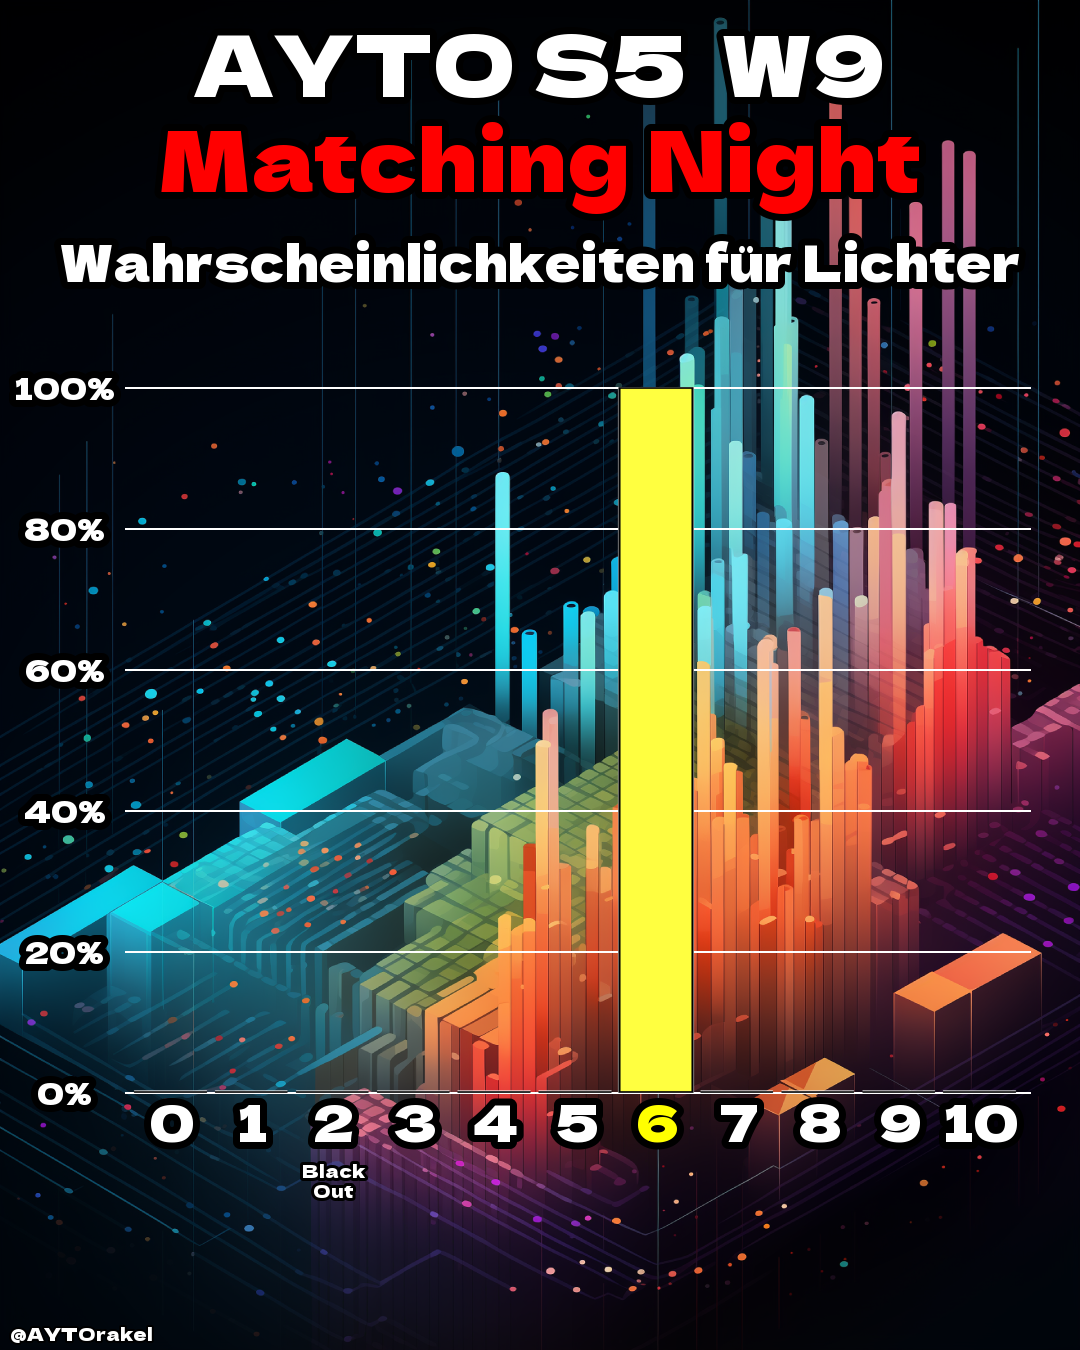 AYTO S5 W9
Matching Night
Wahrscheinlichkeiten für Lichter
100%
80%
60%
40%
20%
0%
0 1 2 3 4 5 6 7 8 9 10
Black
Out
@AYTOrakel